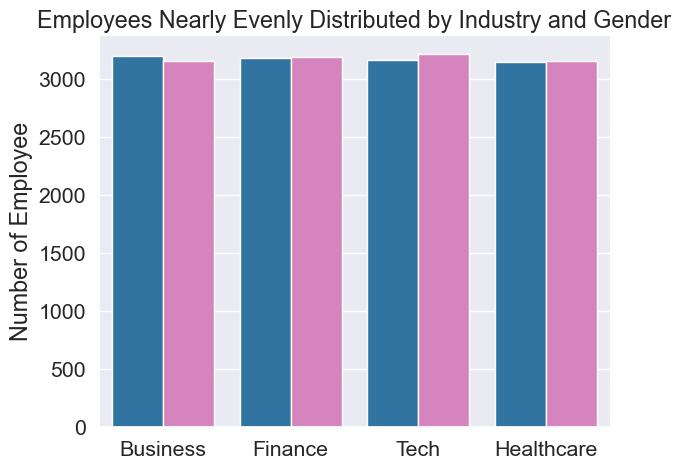 Employees Nearly Evenly Distributed by Industry and Gender
Number of Employee
3000
2500
2000
1500
1000
500
0
Business Finance Tech Healthcare